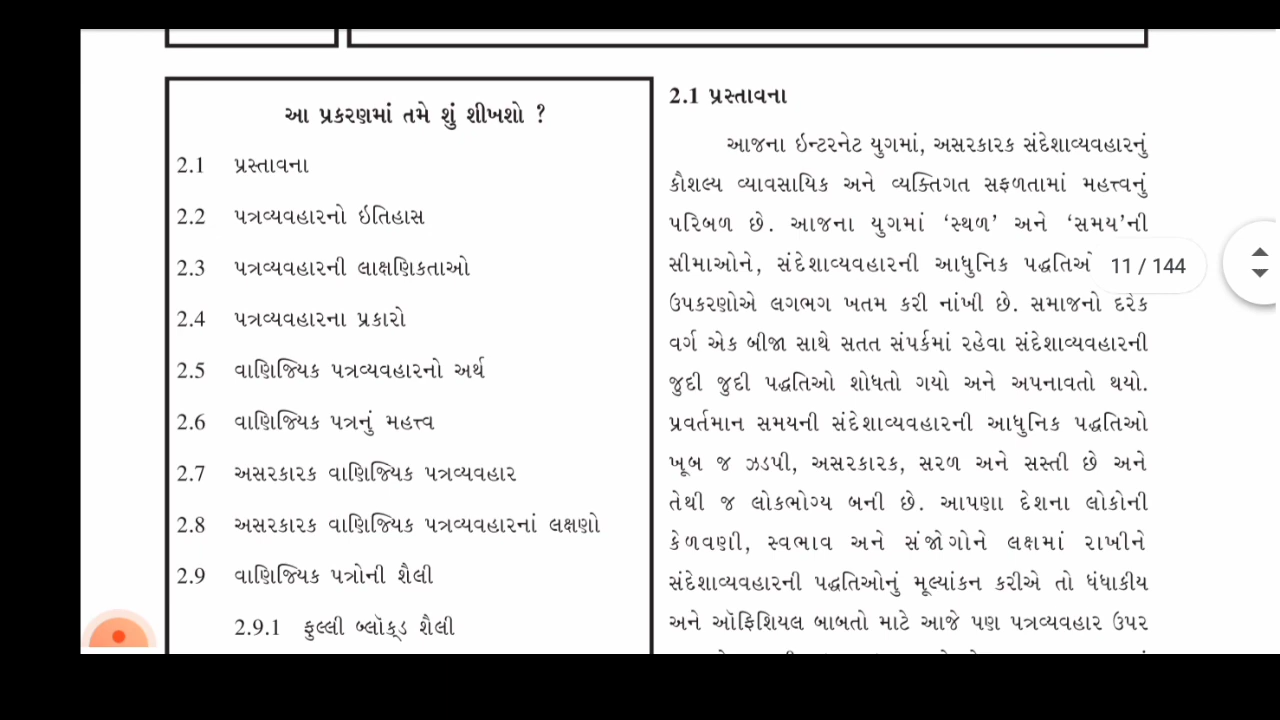 આ પ્રકરણમાં તમે શું શીખશો ?
2.1 પ્રસ્તાવના
2.2 પત્રવ્યવહારનો ઇતિહાસ
2.3 પત્રવ્યવહારની લાક્ષણિકતાઓ
2.4 પત્રવ્યવહારના પ્રકારો
2.5 વાણિજ્યિક પત્રવ્યવહારનો અર્થ
2.6 વાણિજ્યિક પત્રનું મહત્ત્વ
2.7 અસરકારક વાણિજ્યિક પત્રવ્યવહાર
2.8 અસરકારક વાણિજ્યિક પત્રવ્યવહારનાં લક્ષણો
2.9 વાણિજ્યિક પત્રોની શૈલી
2.9.1 ફુલ્લી બ્લૉક્ડ શૈલી
2.1 પ્રસ્તાવના
આજના ઇન્ટરનેટ યુગમાં, અસરકારક સંદેશાવ્યવહારનું
કૌશલ્ય વ્યાવસાયિક અને વ્યક્તિગત સફળતામાં મહત્ત્વનું
પરિબળ છે. આજના યુગમાં ‘સ્થળ’ અને ‘સમય’ની
સીમાઓને, સંદેશાવ્યવહારની આધુનિક
11 / 144
ઉપકરણોએ લગભગ ખતમ કરી નાંખી છે. સમાજનો દરેક
વર્ગ એક બીજા સાથે સતત સંપર્કમાં રહેવા સંદેશાવ્યવહારની
જુદી જુદી પદ્ધતિઓ શોધતો ગયો અને અપનાવતો થયો.
પ્રવર્તમાન સમયની સંદેશાવ્યવહારની આધુનિક પદ્ધતિઓ
ખૂબ જ ઝડપી, અસરકારક, સરળ અને સસ્તી છે અને
તેથી જ લોકભોગ્ય બની છે. આપણા દેશના લોકોની
કેળવણી, સ્વભાવ અને સંજોગોને લક્ષમાં રાખીને
સંદેશાવ્યવહારની પદ્ધતિઓનું મૂલ્યાંકન કરીએ તો ધંધાકીય
અને ઑફિશિયલ બાબતો માટે આજે પણ પત્રવ્યવહાર ઉપર